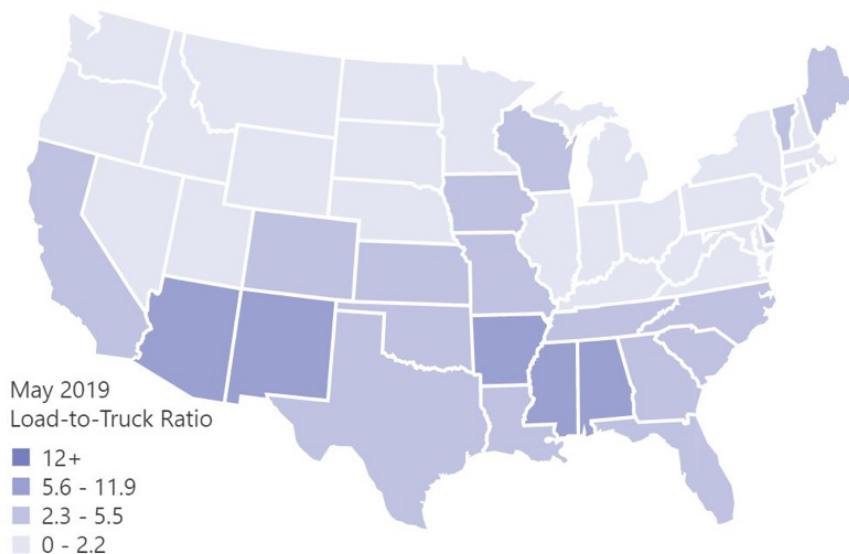 May 2019
Load-to-Truck Ratio
12+
5.6 - 11.9
2.3 - 5.5
0 - 2.2